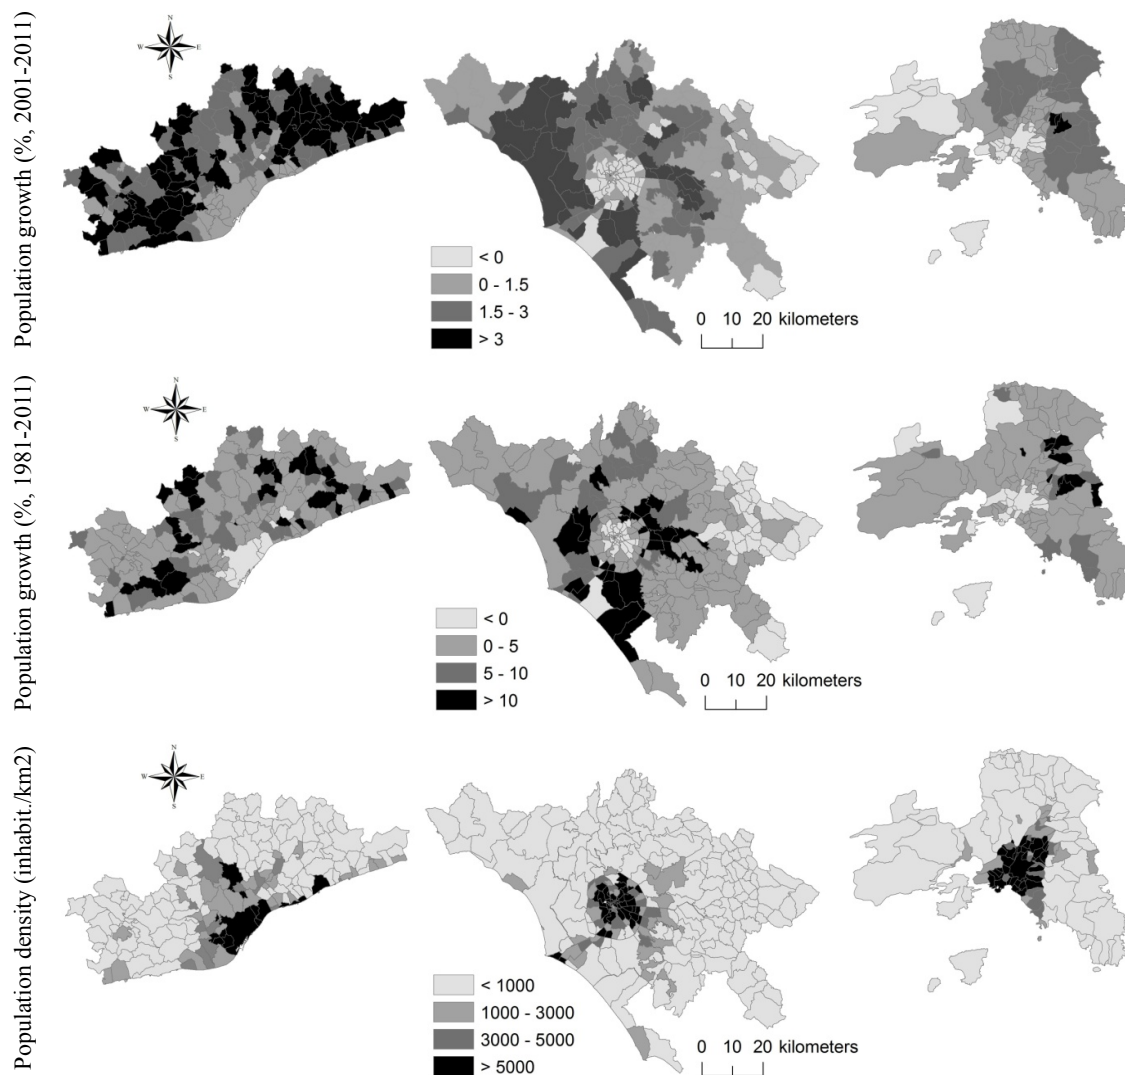 Population growth (%, 2001-2011)
N
W E
S
< 0
0 - 1.5
1.5 - 3
> 3
0 10 20 kilometers
Population growth (%, 1981-2011)
N
W E
S
< 0
0 - 5
5 - 10
> 10
0 10 20 kilometers
Population density (inhabit./km2)
N
W E
S
< 1000
1000 - 3000
3000 - 5000
> 5000
0 10 20 kilometers